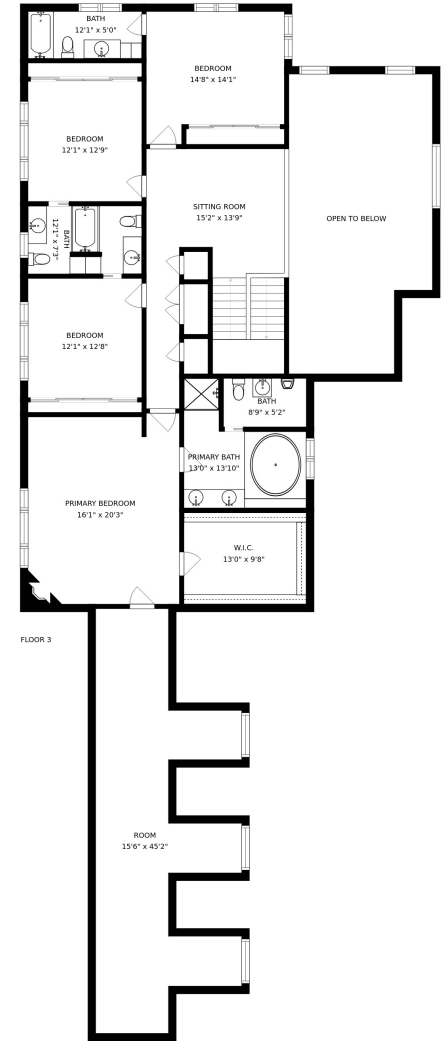 BATH
12'1" x 5'0"
BEDROOM
14'8" x 14'1"
BEDROOM
12'1" x 12'9"
SITTING ROOM
15'2" x 13'9"
OPEN TO BELOW
BATH
12'1" x 7'3"
BEDROOM
12'1" x 12'8"
BATH
8'9" x 5'2"
PRIMARY BATH
13'0" x 13'10"
PRIMARY BEDROOM
16'1" x 20'3"
W.I.C.
13'0" x 9'8"
FLOOR 3
ROOM
15'6" x 45'2"